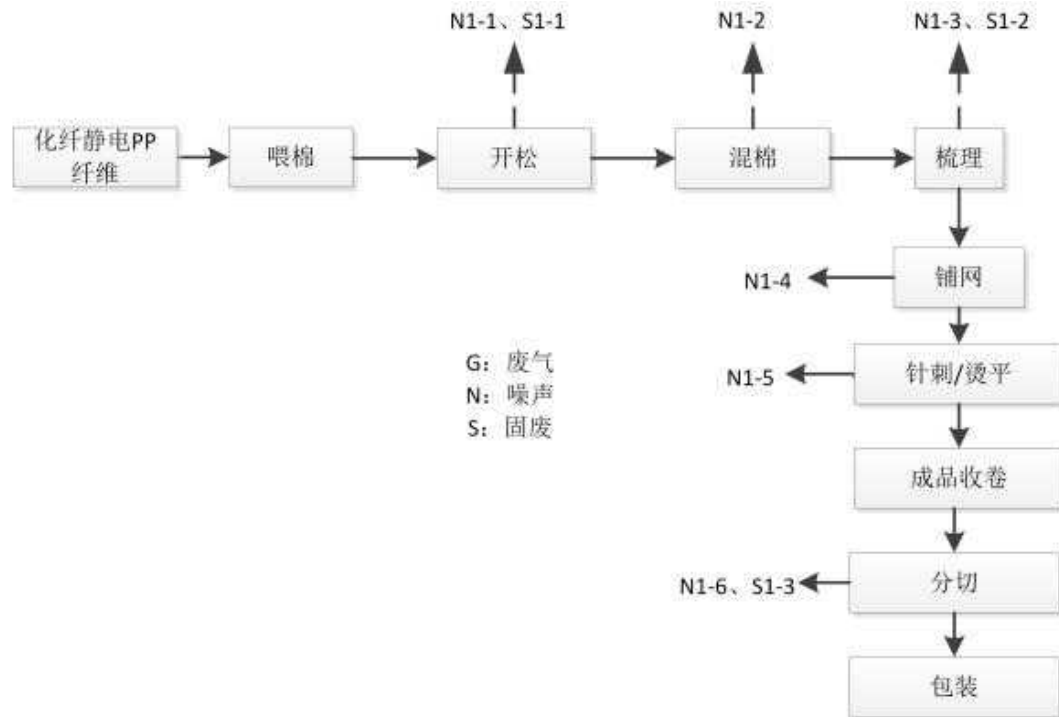 N1-1、S1-1
N1-2
N1-3、S1-2
化纤静电PP
纤维
喂棉
开松
混棉
梳理
N1-4
铺网
G：废气
N：噪声
S：固废
N1-5
针刺/烫平
成品收卷
N1-6、S1-3
分切
包装